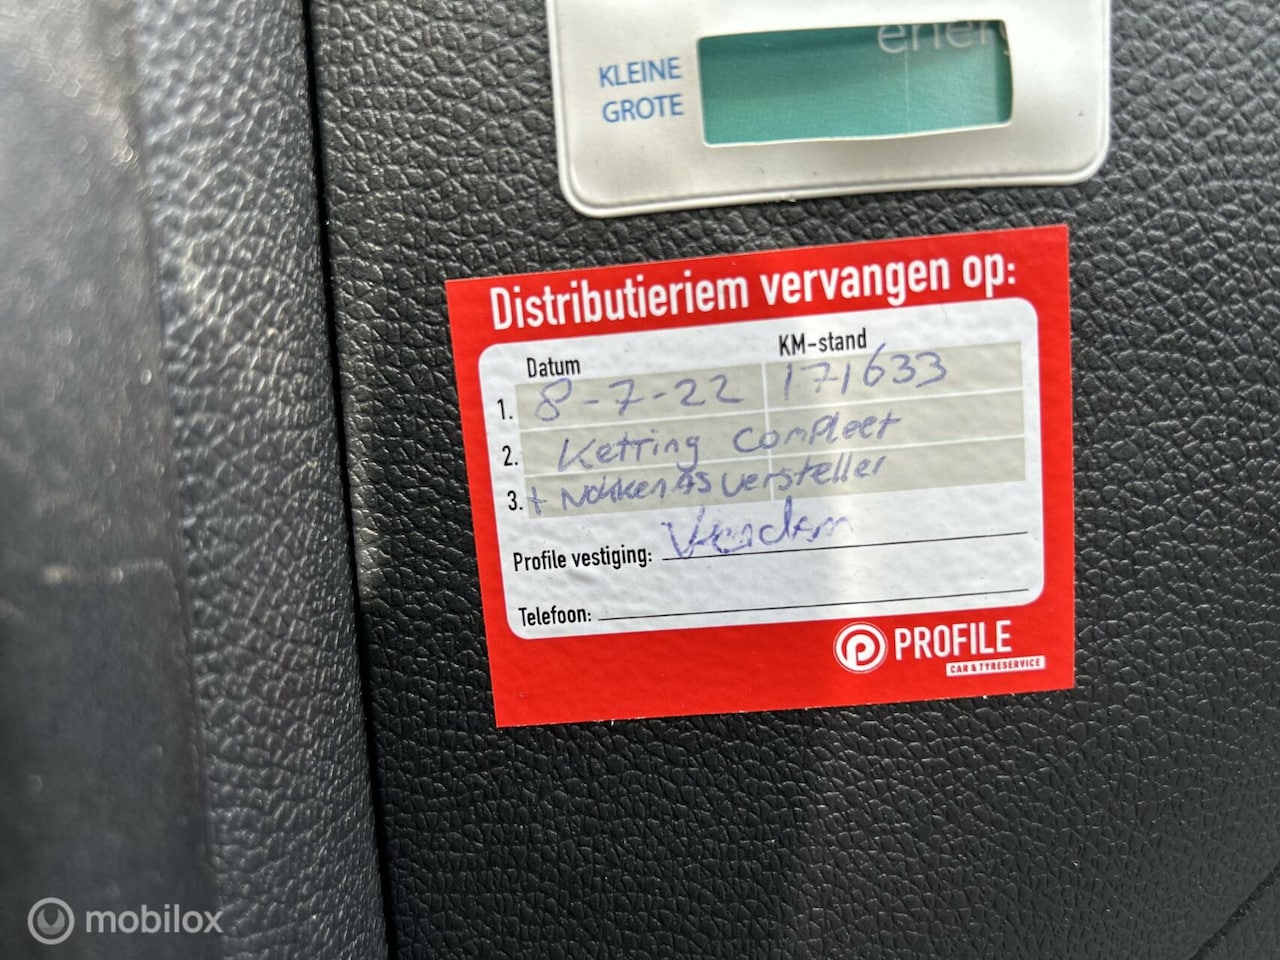 ener
KLEINE
GROTE
Distributieriem vervangen op:
Datum KM-stand
1. 8-7-22 171633
2. Ketting compleet
3. + Nokkenas versteller
Profile vestiging:
Telefoon:
PROFILE
CAR & TYRESERVICE
mobilox